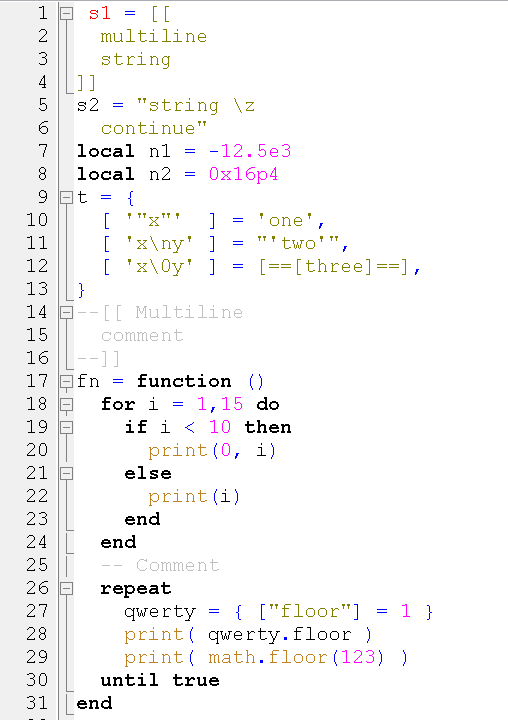 1 s1 = [[
2   multiline
3   string
4 ]]
5 s2 = "string \z
6   continue"
7 local n1 = -12.5e3
8 local n2 = 0x16p4
9 t = {
10   [ '"x"'  ] = 'one',
11   [ 'x\ny' ] = "'two'",
12   [ 'x\0y' ] = [==[three]==],
13 }
14 --[[ Multiline
15   comment
16 --]]
17 fn = function ()
18   for i = 1,15 do
19     if i < 10 then
20       print(0, i)
21     else
22       print(i)
23     end
24   end
25   -- Comment
26   repeat
27     qwerty = { ["floor"] = 1 }
28     print( qwerty.floor )
29     print( math.floor(123) )
30   until true
31 end